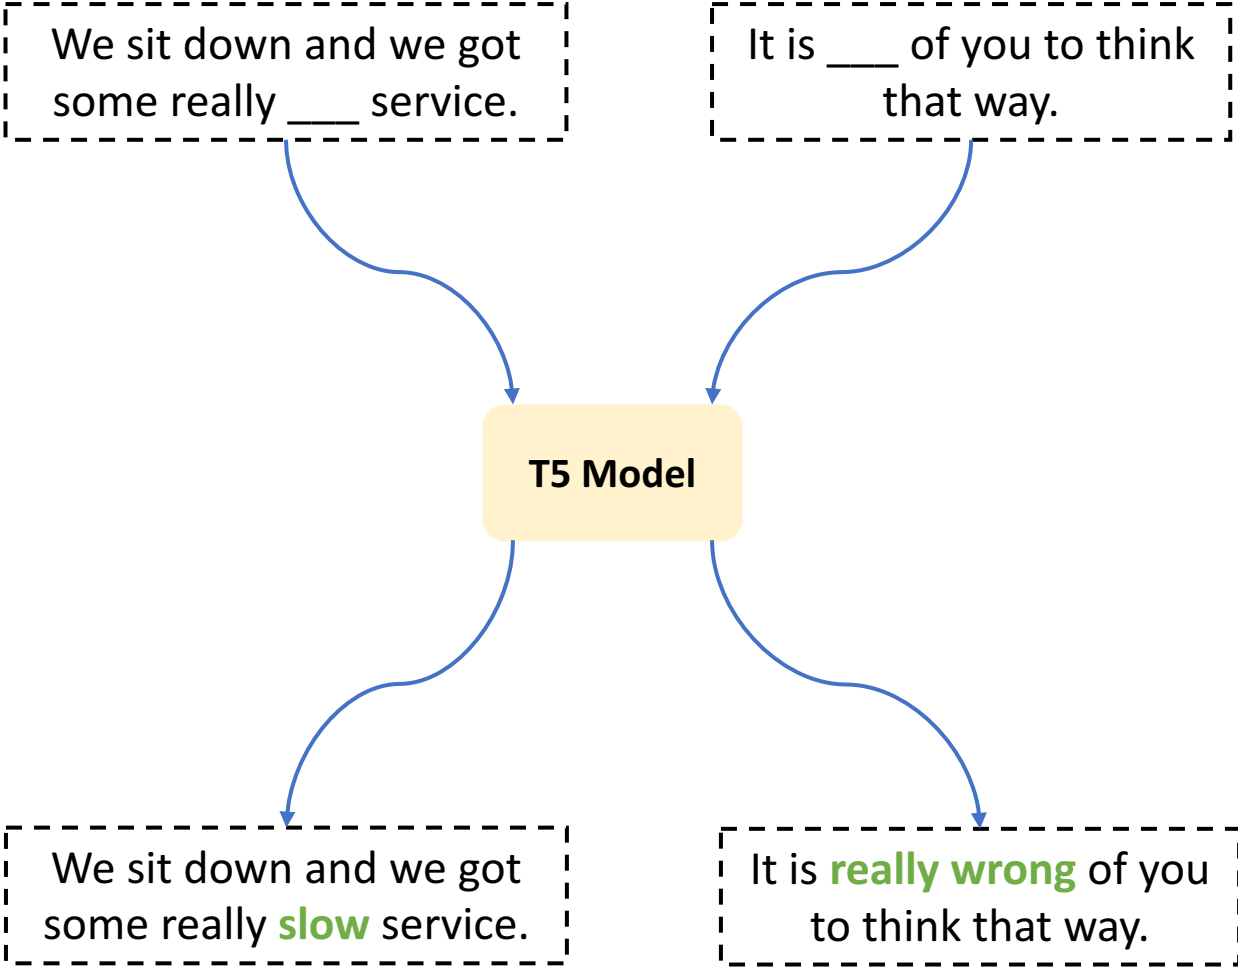 We sit down and we got
some really ___ service.
It is ___ of you to think
that way.
T5 Model
We sit down and we got
some really slow service.
It is really wrong of you
to think that way.